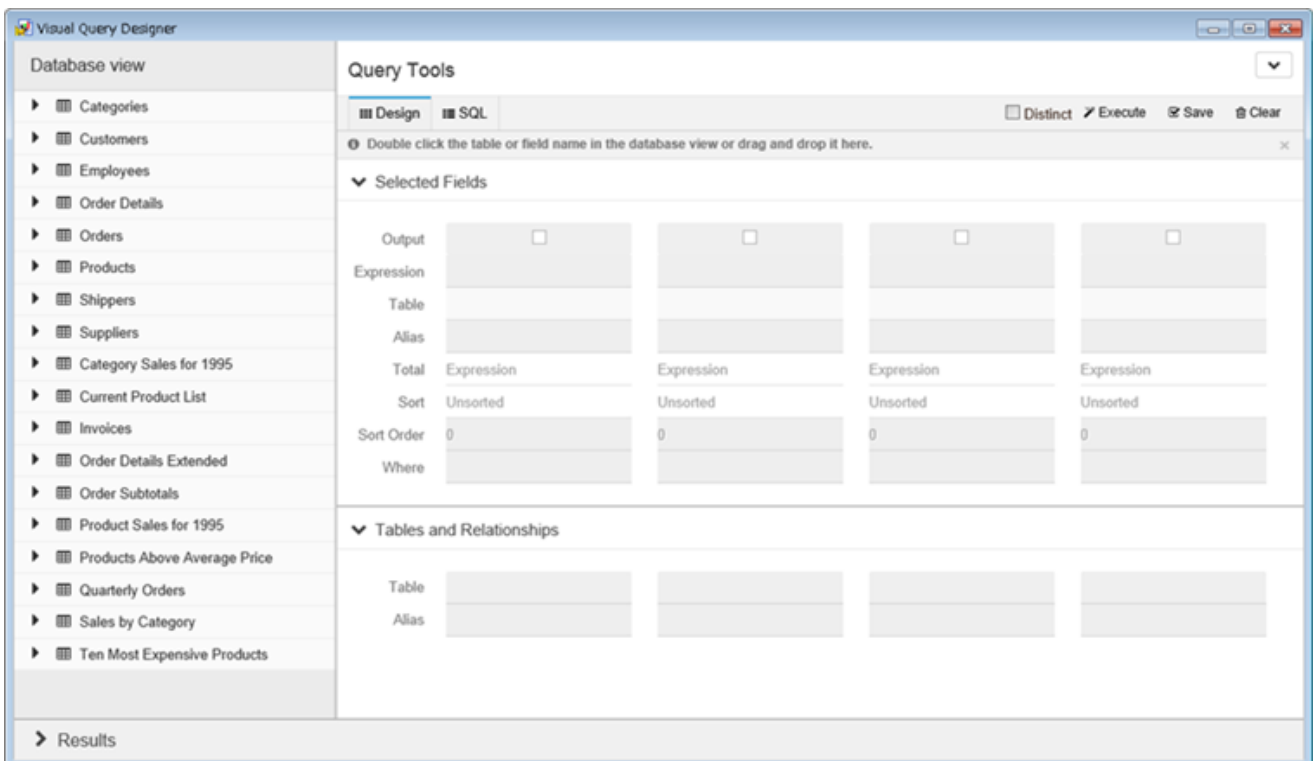 Visual Query Designer
Database view
Categories
Customers
Employees
Order Details
Orders
Products
Shippers
Suppliers
Category Sales for 1995
Current Product List
Invoices
Order Details Extended
Order Subtotals
Product Sales for 1995
Products Above Average Price
Quarterly Orders
Sales by Category
Ten Most Expensive Products
Query Tools
Design SQL Distinct Execute Save Clear
Double click the table or field name in the database view or drag and drop it here.
Selected Fields
Output
Expression
Table
Alias
Total Expression Expression Expression Expression
Sort Unsorted Unsorted Unsorted Unsorted
Sort Order 0 0 0 0
Where
Tables and Relationships
Table
Alias
Results